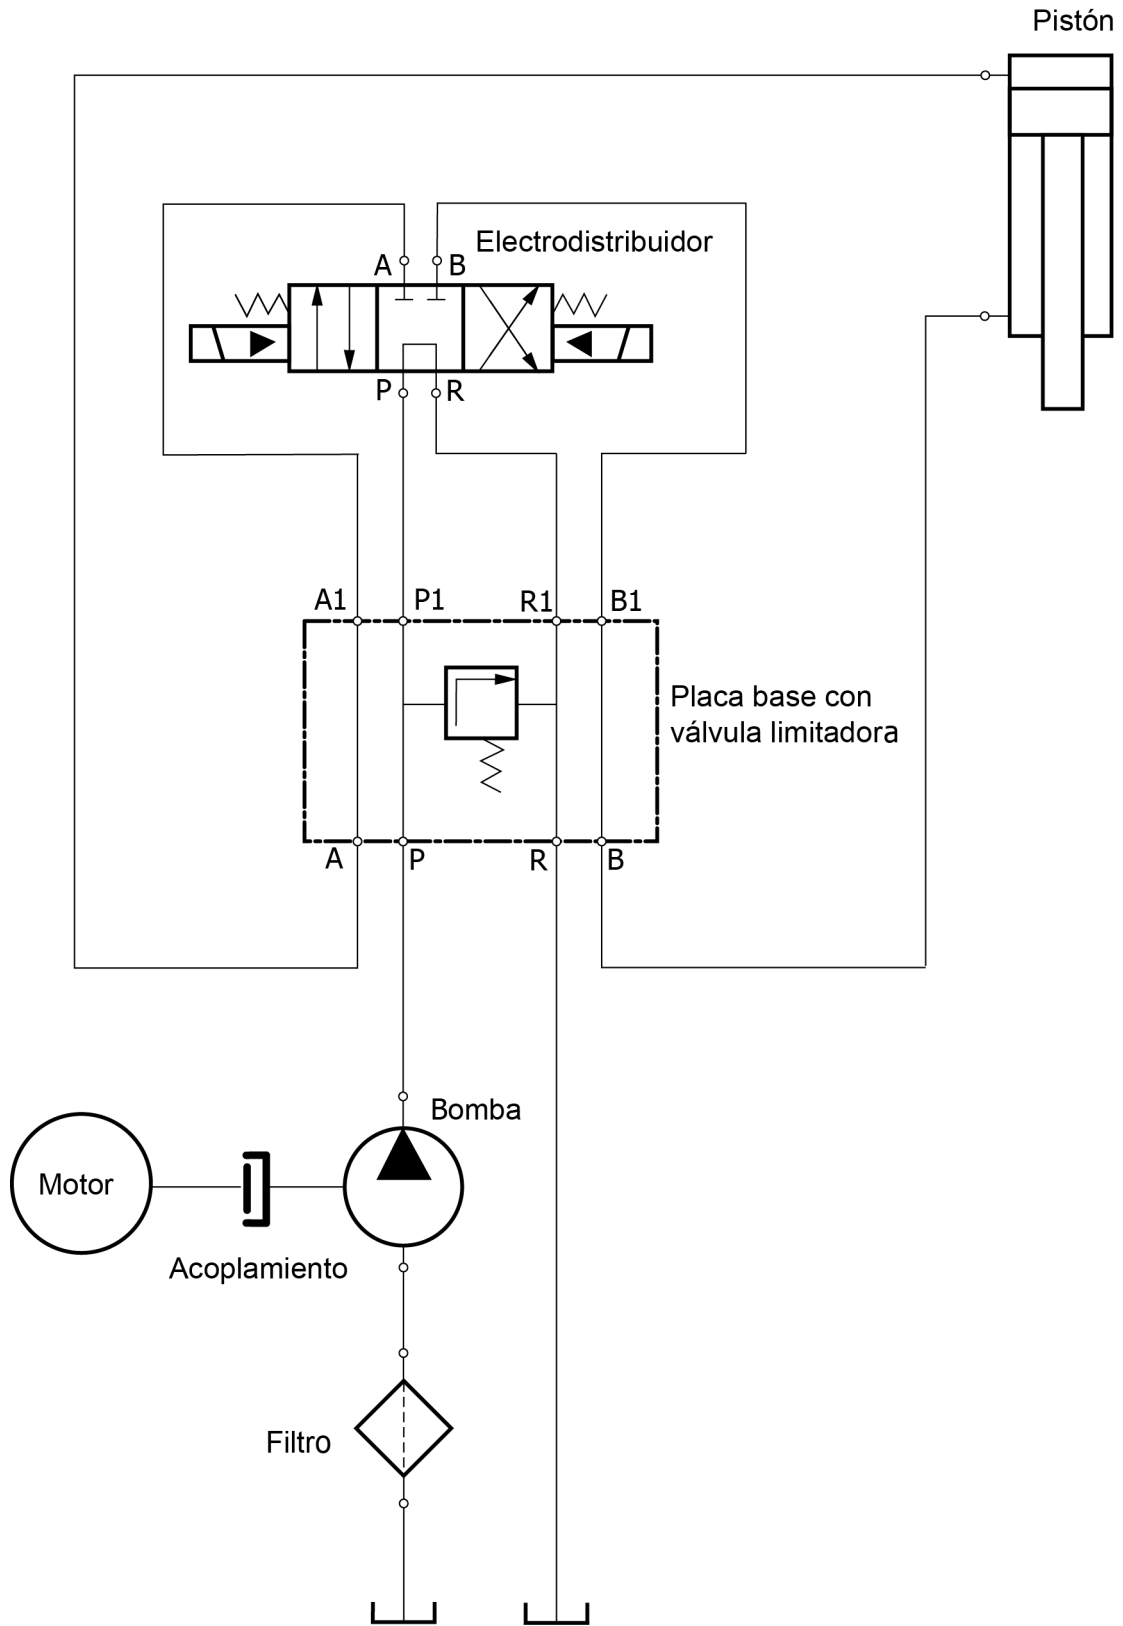 Pistón
Electrodistribuidor
A B
P R
A1 P1 R1 B1
Placa base con
válvula limitadora
A P R B
Bomba
Motor
Acoplamiento
Filtro